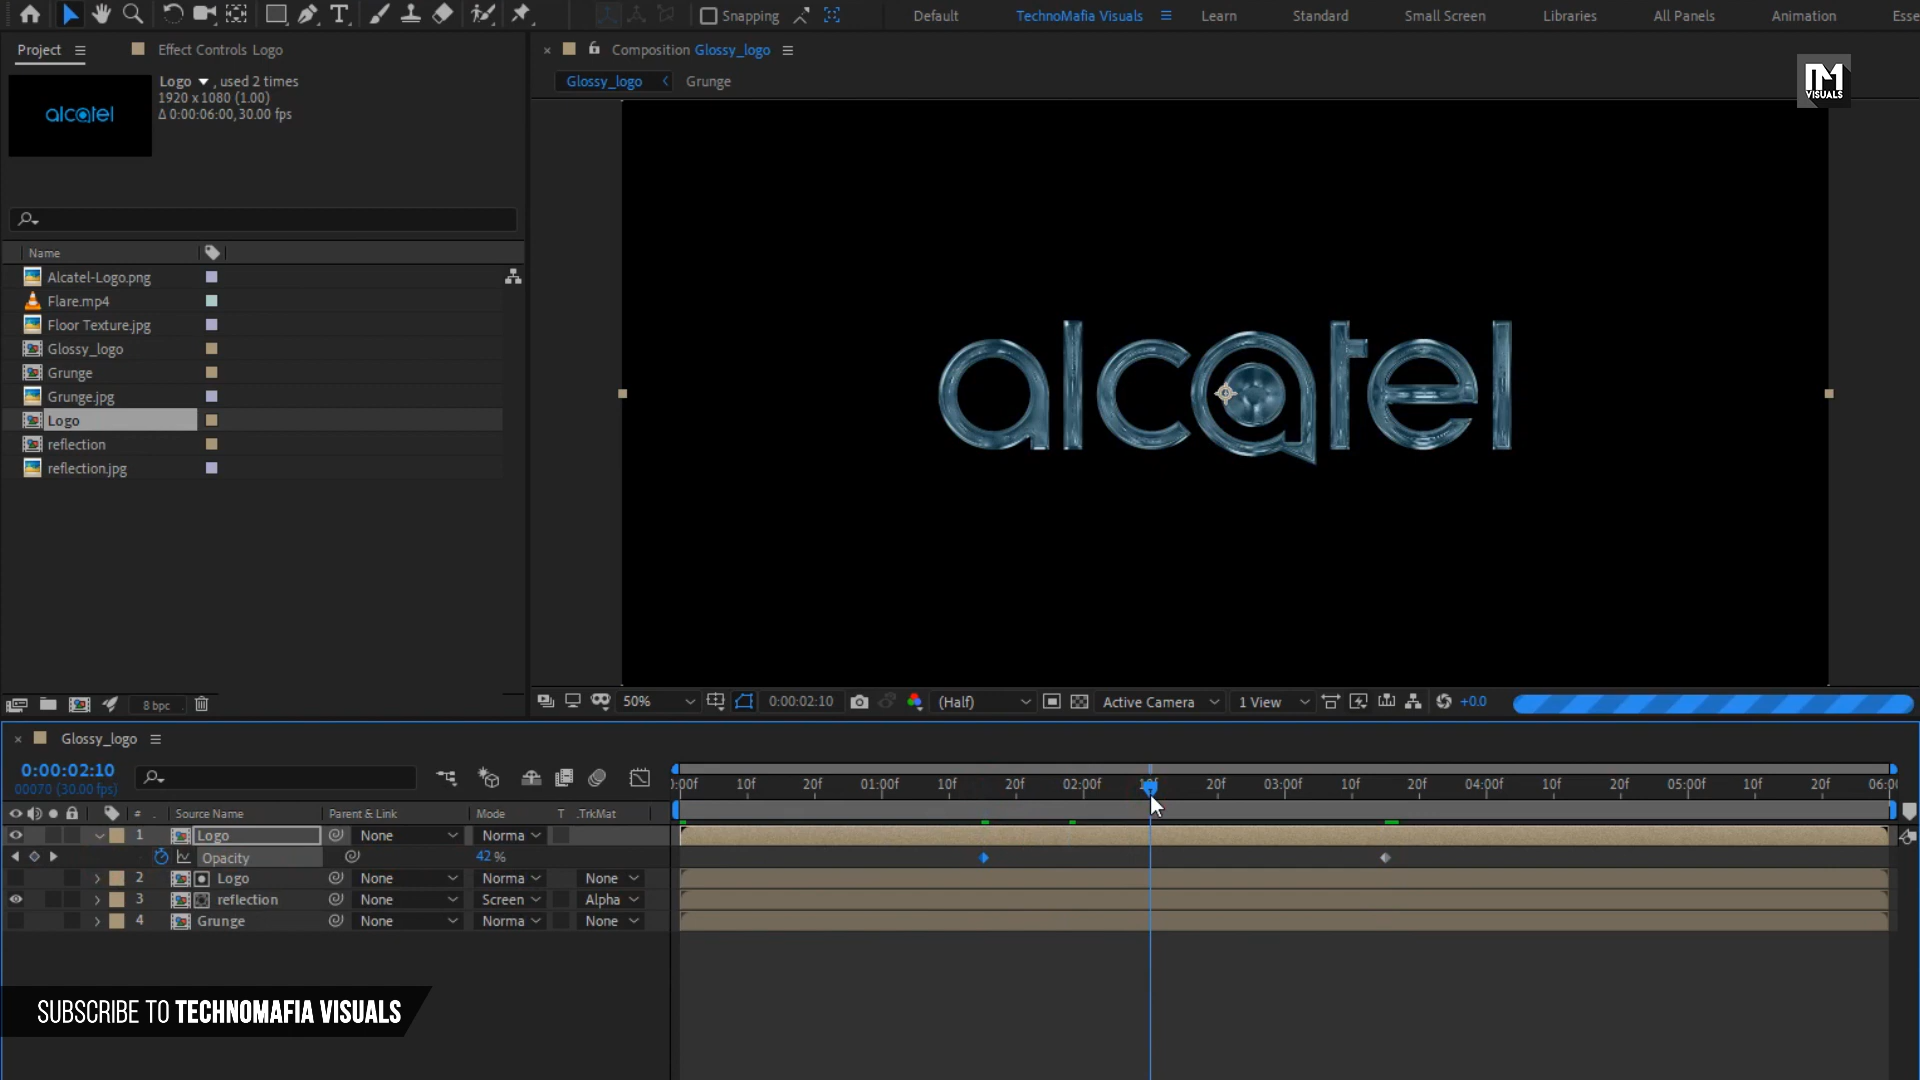 Snapping
Default
TechnoMafia Visuals
Learn
Standard
Small Screen
Libraries
All Panels
Animation
Esse
Project
Effect Controls Logo
Composition Glossy_logo
Logo , used 2 times
1920 x 1080 (1.00)
Δ 0:00:06:00, 30.00 fps
alcatel
Glossy_logo
Grunge
TM
VISUALS
Name
Alcatel-Logo.png
Flare.mp4
Floor Texture.jpg
Glossy_logo
Grunge
Grunge.jpg
Logo
reflection
reflection.jpg
alcatel
8 bpc
50%
0:00:02:10
(Half)
Active Camera
1 View
+0.0
Glossy_logo
0:00:02:10
00070 (30.00 fps)
):00f 10f 20f 01:00f 10f 20f 02:00f 10f 20f 03:00f 10f 20f 04:00f 10f 20f 05:00f 10f 20f 06:00
# Source Name Parent & Link Mode T .TrkMat
1 Logo None Norma
Opacity 42 %
2 Logo None Norma None
3 reflection None Screen Alpha
4 Grunge None Norma None
SUBSCRIBE TO TECHNOMAFIA VISUALS